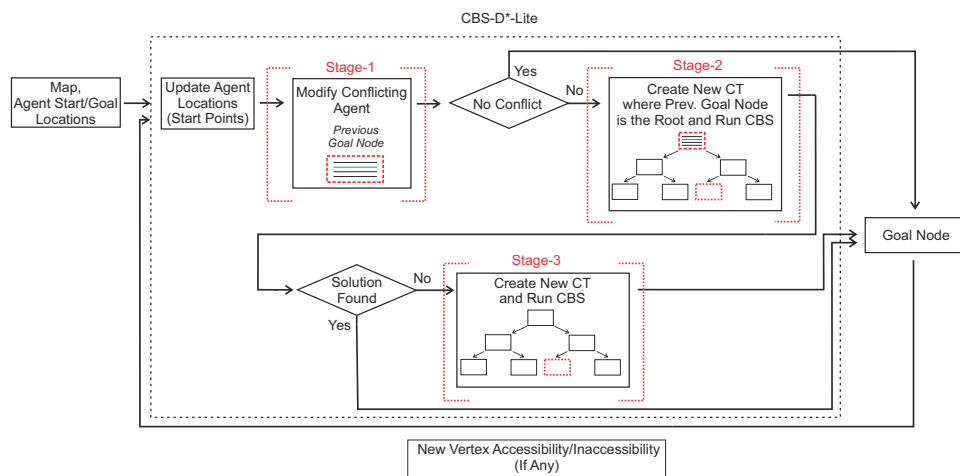 CBS-D*-Lite
Map,
Agent Start/Goal
Locations
Update Agent
Locations
(Start Points)
Stage-1
Modify Conflicting
Agent
Previous
Goal Node
Yes
No Conflict
No
Stage-2
Create New CT
where Prev. Goal Node
is the Root and Run CBS
Goal Node
Solution
Found
No
Yes
Stage-3
Create New CT
and Run CBS
New Vertex Accessibility/Inaccessibility
(If Any)